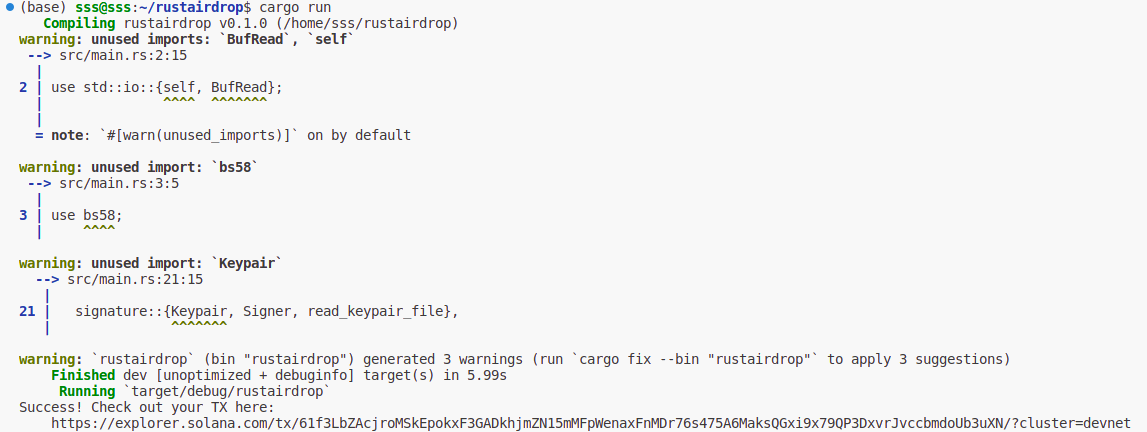 (base) sss@sss:~/rustairdrop$ cargo run
   Compiling rustairdrop v0.1.0 (/home/sss/rustairdrop)
warning: unused imports: `BufRead`, `self`
 --> src/main.rs:2:15
  |
2 | use std::io::{self, BufRead};
  |               ^^^^  ^^^^^^^
  |
  = note: `#[warn(unused_imports)]` on by default

warning: unused import: `bs58`
 --> src/main.rs:3:5
  |
3 | use bs58;
  |     ^^^^

warning: unused import: `Keypair`
  --> src/main.rs:21:15
   |
21 |   signature::{Keypair, Signer, read_keypair_file},
   |               ^^^^^^^

warning: `rustairdrop` (bin "rustairdrop") generated 3 warnings (run `cargo fix --bin "rustairdrop"` to apply 3 suggestions)
    Finished dev [unoptimized + debuginfo] target(s) in 5.99s
     Running `target/debug/rustairdrop`
Success! Check out your TX here:
    https://explorer.solana.com/tx/61f3LbZAcjroMSkEpokxF3GADkhjmZN15mMFpWenaxFnMDr76s475A6MaksQGxi9x79QP3DxvrJvccbmdoUb3uXN/?cluster=devnet